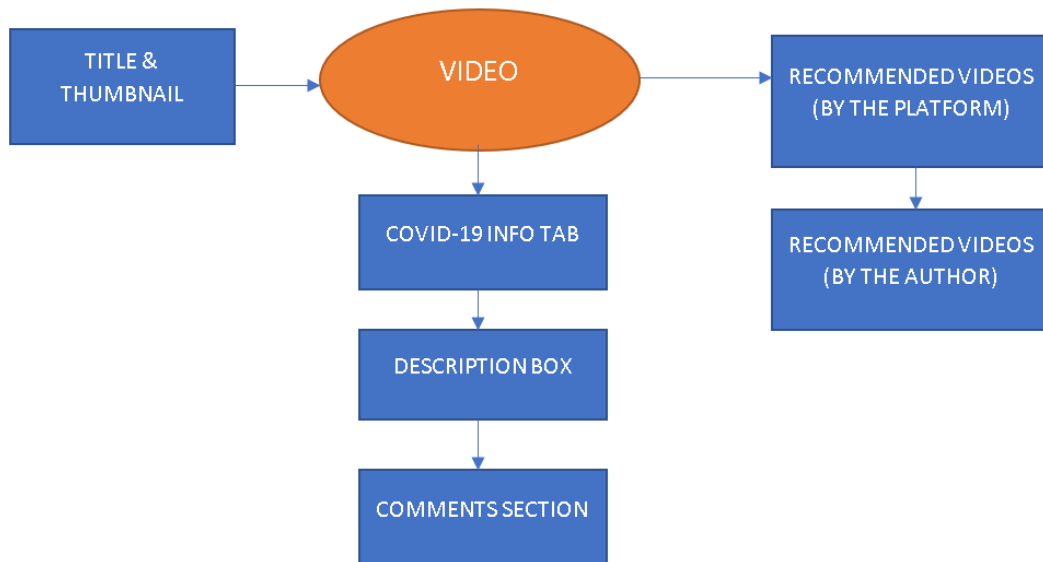 TITLE &
THUMBNAIL
VIDEO
RECOMMENDED VIDEOS
(BY THE PLATFORM)
COVID-19 INFO TAB
RECOMMENDED VIDEOS
(BY THE AUTHOR)
DESCRIPTION BOX
COMMENTS SECTION